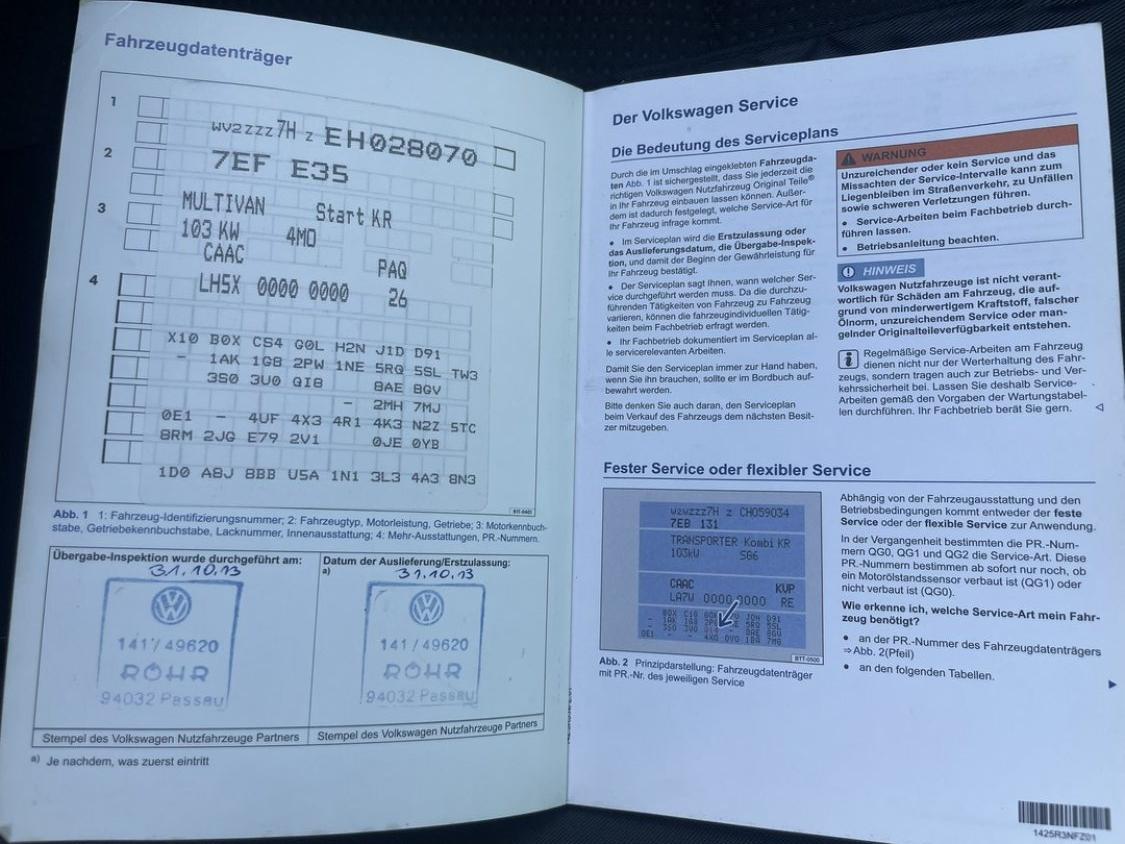 Fahrzeugdatenträger
1
WV2ZZZ 7H Z EH028070
2
7EF E35
3
MULTIVAN Start KR
103 KW 4MO
CAAC PAQ
4
LH5X 0000 0000 26
X10 B0X CS4 G0L H2N J1D D91
- 1AK 1G8 2PW 1NE 5RQ 5SL TW3
3S0 3U0 QI8 8AE 8GV
- 2MH 7MJ
0E1 - 4UF 4X3 4R1 4K3 N2Z 5TC
8RM 2JG E79 2V1 0JE 0YB
1D0 A8J 8BB U5A 1N1 3L3 4A3 8N3
Abb. 1 1: Fahrzeug-Identifizierungsnummer; 2: Fahrzeugtyp, Motorleistung, Getriebe; 3: Motorkennbuch-
stabe, Getriebekennbuchstabe, Lacknummer, Innenausstattung; 4: Mehr-Ausstattungen, PR.-Nummern.
Übergabe-Inspektion wurde durchgeführt am:
31.10.13
141 / 49620
RÖHR
94032 Passau
Stempel des Volkswagen Nutzfahrzeuge Partners
Datum der Auslieferung/Erstzulassung:
a)
31.10.13
141 / 49620
RÖHR
94032 Passau
Stempel des Volkswagen Nutzfahrzeuge Partners
a) Je nachdem, was zuerst eintritt
Der Volkswagen Service
Die Bedeutung des Serviceplans
Durch die im Umschlag eingeklebten Fahrzeugda-
ten Abb. 1 ist sichergestellt, dass Sie jederzeit die
richtigen Volkswagen Nutzfahrzeug Original Teile®
in Ihr Fahrzeug einbauen lassen können. Außer-
dem ist dadurch festgelegt, welche Service-Art für
Ihr Fahrzeug infrage kommt.
• Im Serviceplan wird die Erstzulassung oder
das Auslieferungsdatum, die Übergabe-Inspek-
tion, und damit der Beginn der Gewährleistung für
Ihr Fahrzeug bestätigt.
• Der Serviceplan sagt Ihnen, wann welcher Ser-
vice durchgeführt werden muss. Da die durchzu-
führenden Tätigkeiten von Fahrzeug zu Fahrzeug
variieren, können die fahrzeugindividuellen Tätig-
keiten beim Fachbetrieb erfragt werden.
• Ihr Fachbetrieb dokumentiert im Serviceplan al-
le servicerelevanten Arbeiten.
Damit Sie den Serviceplan immer zur Hand haben,
wenn Sie ihn brauchen, sollte er im Bordbuch auf-
bewahrt werden.
Bitte denken Sie auch daran, den Serviceplan
beim Verkauf des Fahrzeugs dem nächsten Besit-
zer mitzugeben.
WARNUNG
Unzureichender oder kein Service und das
Missachten der Service-Intervalle kann zum
Liegenbleiben im Straßenverkehr, zu Unfällen
sowie schweren Verletzungen führen.
• Service-Arbeiten beim Fachbetrieb durch-
führen lassen.
• Betriebsanleitung beachten.
HINWEIS
Volkswagen Nutzfahrzeuge ist nicht verant-
wortlich für Schäden am Fahrzeug, die auf-
grund von minderwertigem Kraftstoff, falscher
Ölnorm, unzureichendem Service oder man-
gelnder Originalteileverfügbarkeit entstehen.
Regelmäßige Service-Arbeiten am Fahrzeug
dienen nicht nur der Werterhaltung des Fahr-
zeugs, sondern tragen auch zur Betriebs- und Ver-
kehrssicherheit bei. Lassen Sie deshalb Service-
Arbeiten gemäß den Vorgaben der Wartungstabel-
len durchführen. Ihr Fachbetrieb berät Sie gern.
Fester Service oder flexibler Service
zzz7H z CH059034
7EB 131
TRANSPORTER Kombi KR
103kW SG6
CAAC KVP
LA7W 0000 0000 RE
BTT-0500
Abb. 2 Prinzipdarstellung: Fahrzeugdatenträger
mit PR.-Nr. des jeweiligen Service
Abhängig von der Fahrzeugausstattung und den
Betriebsbedingungen kommt entweder der feste
Service oder der flexible Service zur Anwendung.
In der Vergangenheit bestimmten die PR.-Num-
mern QG0, QG1 und QG2 die Service-Art. Diese
PR.-Nummern bestimmen ab sofort nur noch, ob
ein Motorölstandssensor verbaut ist (QG1) oder
nicht verbaut ist (QG0).
Wie erkenne ich, welche Service-Art mein Fahr-
zeug benötigt?
• an der PR.-Nummer des Fahrzeugdatenträgers
⇒Abb. 2(Pfeil)
• an den folgenden Tabellen.
1425R3NFZ01